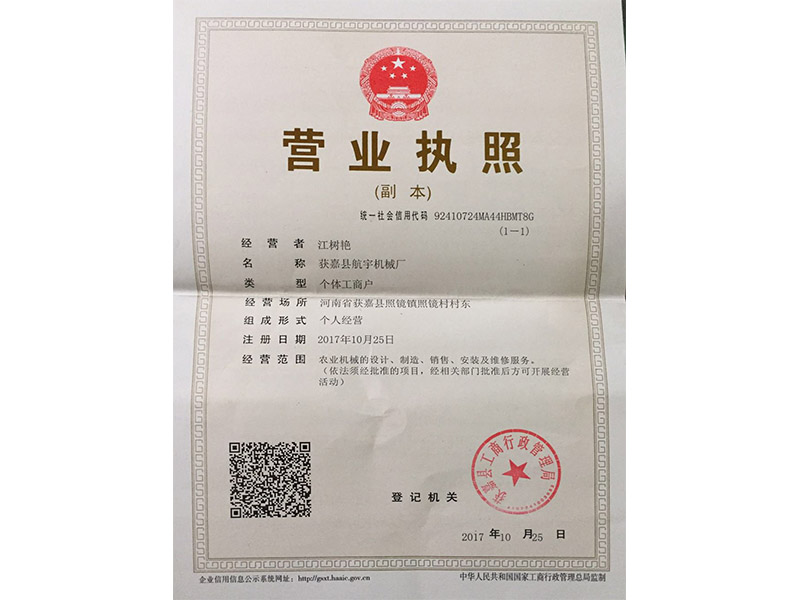 营业执照
(副 本)
统一社会信用代码 92410724MA44HBMT8G
(1—1)
经营者 江树艳
名称 获嘉县航宇机械厂
类型 个体工商户
经营场所 河南省获嘉县照镜镇照镜村村东
组成形式 个人经营
注册日期 2017年10月25日
经营范围 农业机械的设计、制造、销售、安装及维修服务。
(依法须经批准的项目，经相关部门批准后方可开展经营
活动)
获嘉县工商行政管理局
登记机关
2017 年10 月25 日
企业信用信息公示系统网址: http://gsxt.haaic.gov.cn
中华人民共和国国家工商行政管理总局监制